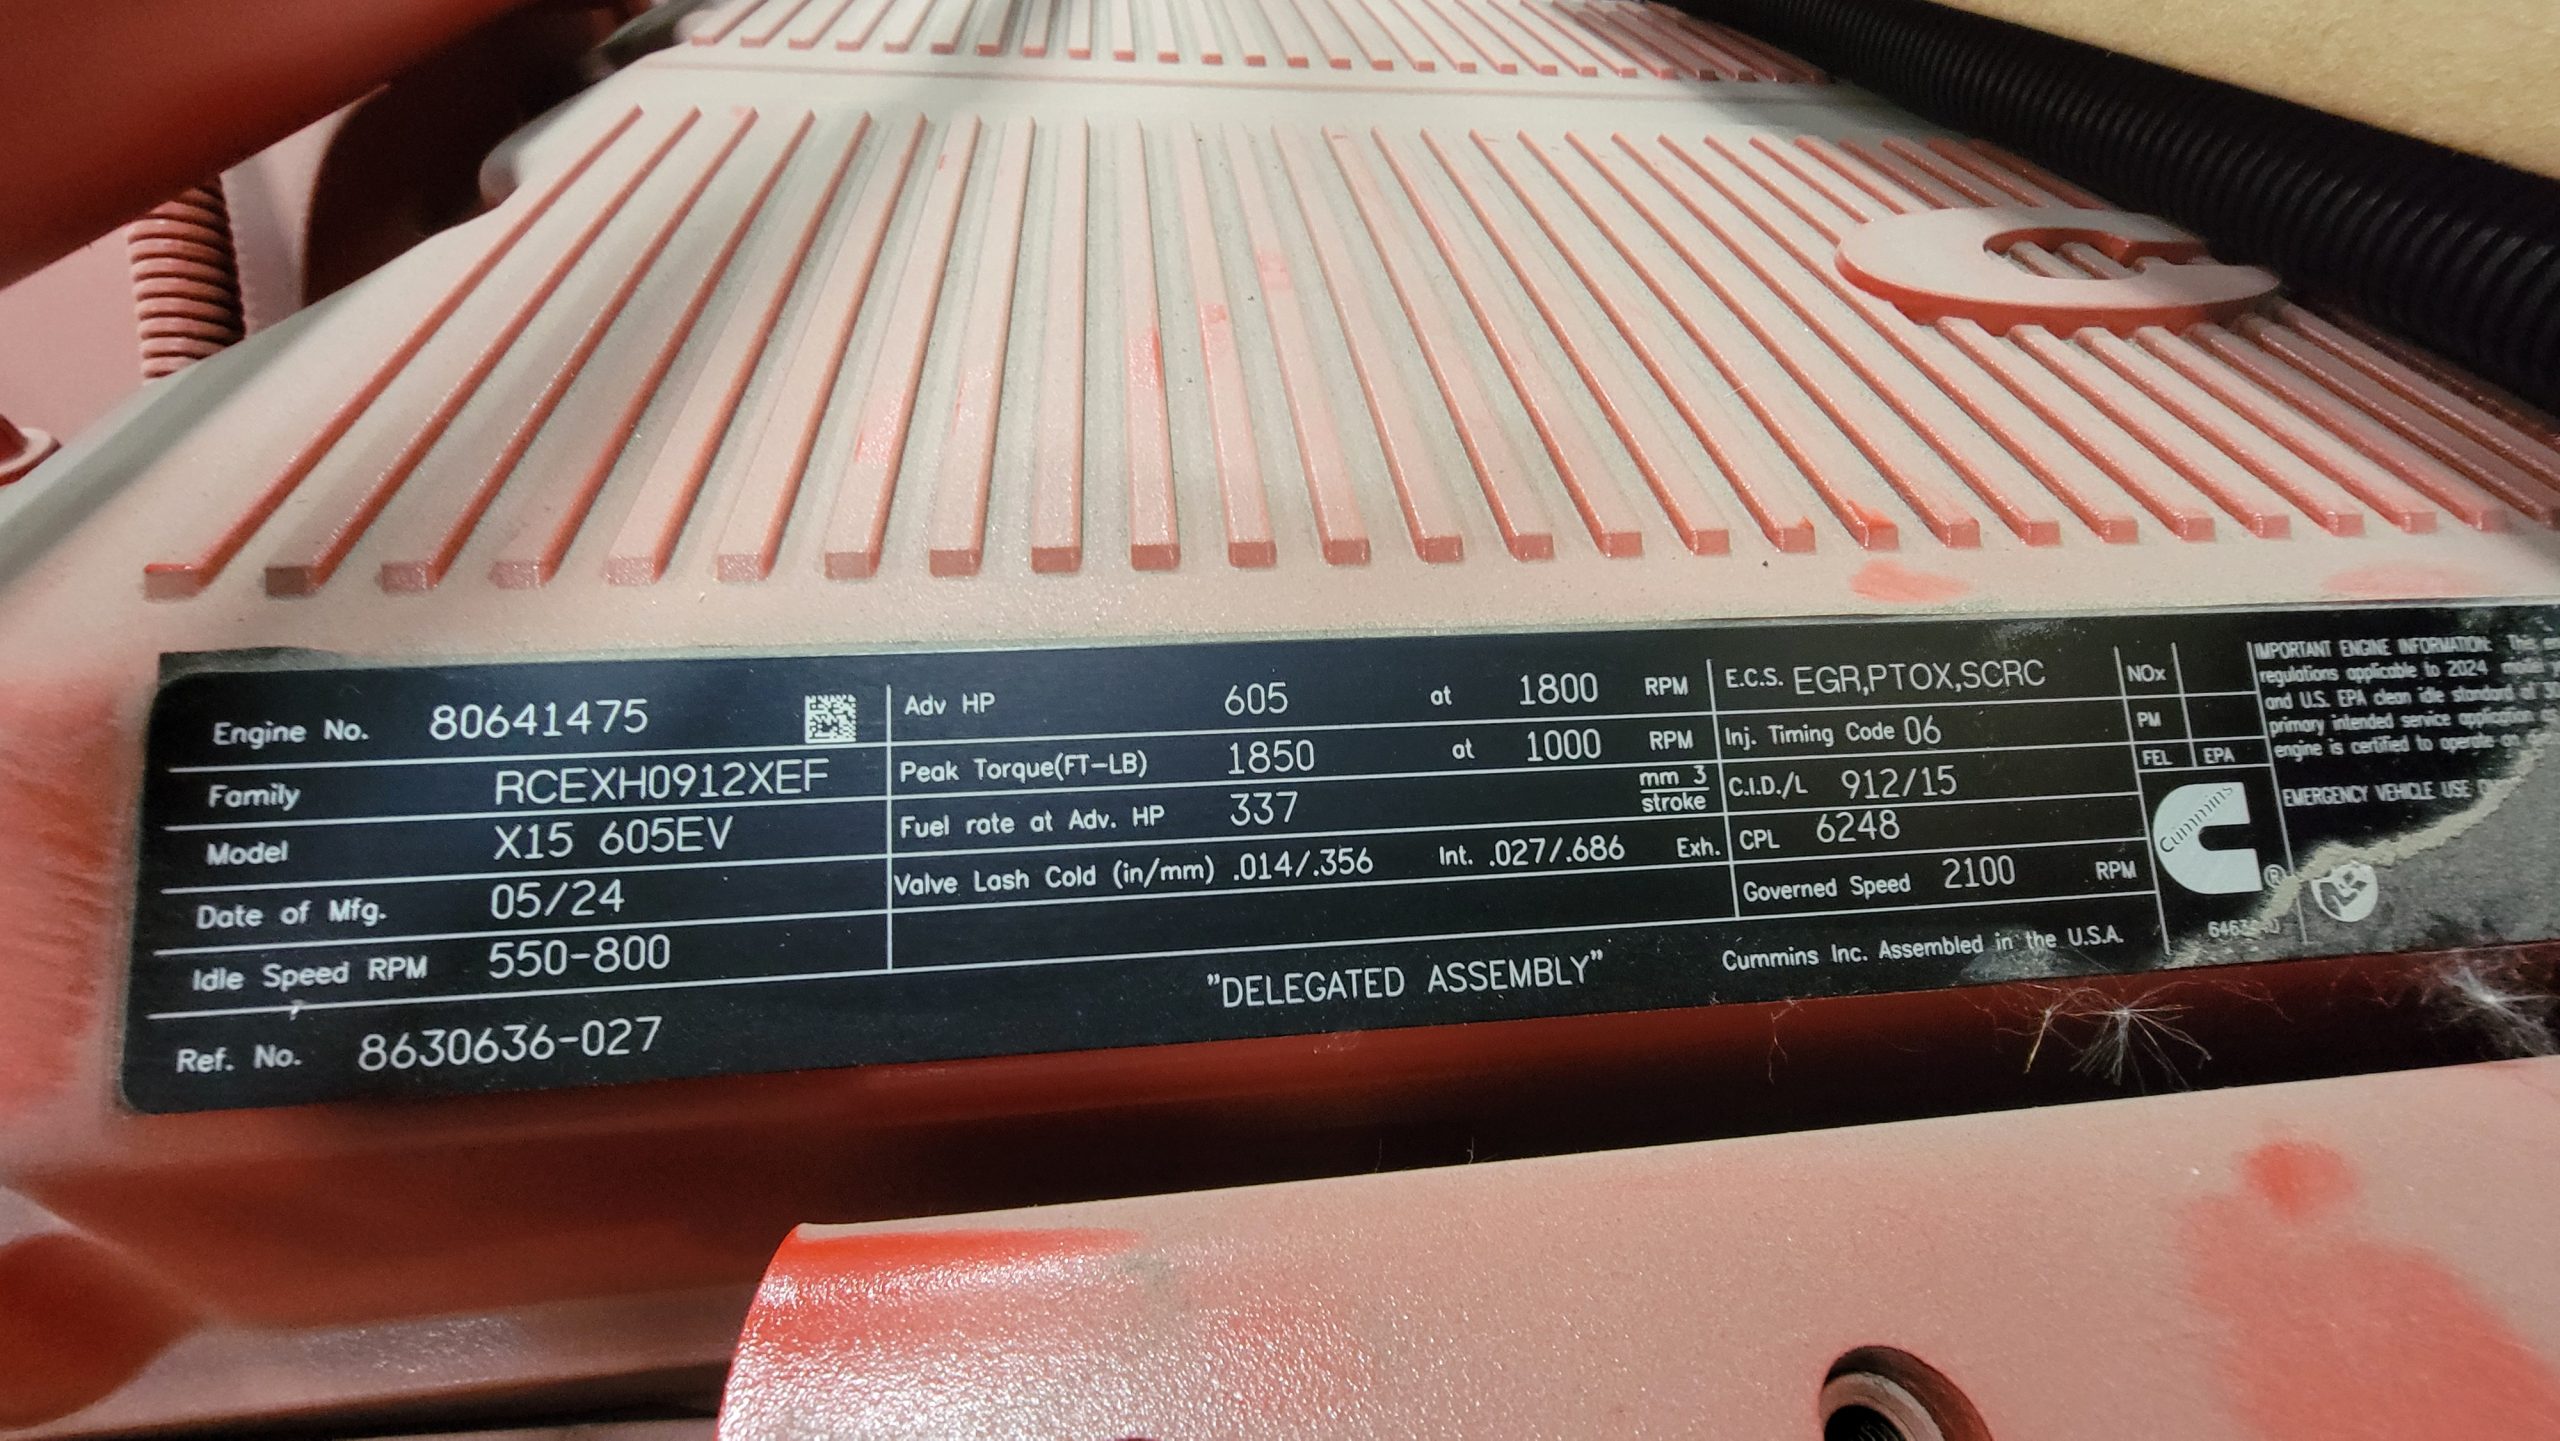 Engine No. 80641475
Family RCEXH0912XEF
Model X15 605EV
Date of Mfg. 05/24
Idle Speed RPM 550-800
Ref. No. 8630636-027
Adv HP 605 at 1800 RPM
Peak Torque(FT-LB) 1850 at 1000 RPM
Fuel rate at Adv. HP 337 mm 3
stroke
Valve Lash Cold (in/mm) .014/.356 Int. .027/.686 Exh.
"DELEGATED ASSEMBLY"
E.C.S. EGR,PTOX,SCRC
Inj. Timing Code 06
C.I.D./L 912/15
CPL 6248
Governed Speed 2100 RPM
Cummins Inc. Assembled in the U.S.A.
NOx
PM
FEL EPA
Cummins
®
IMPORTANT ENGINE INFORMATION: This
regulations applicable to 2024 model
and U.S. EPA clean idle standard of
primary intended service application
engine is certified to operate on
EMERGENCY VEHICLE USE